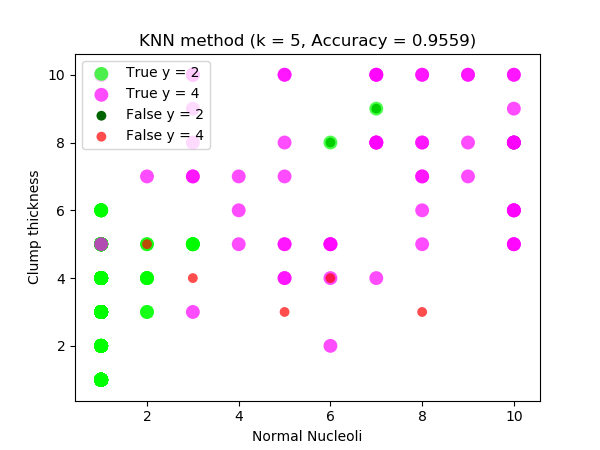 KNN method (k = 5, Accuracy = 0.9559)
True y = 2
True y = 4
False y = 2
False y = 4
Clump thickness
10
8
6
4
2
2 4 6 8 10
Normal Nucleoli